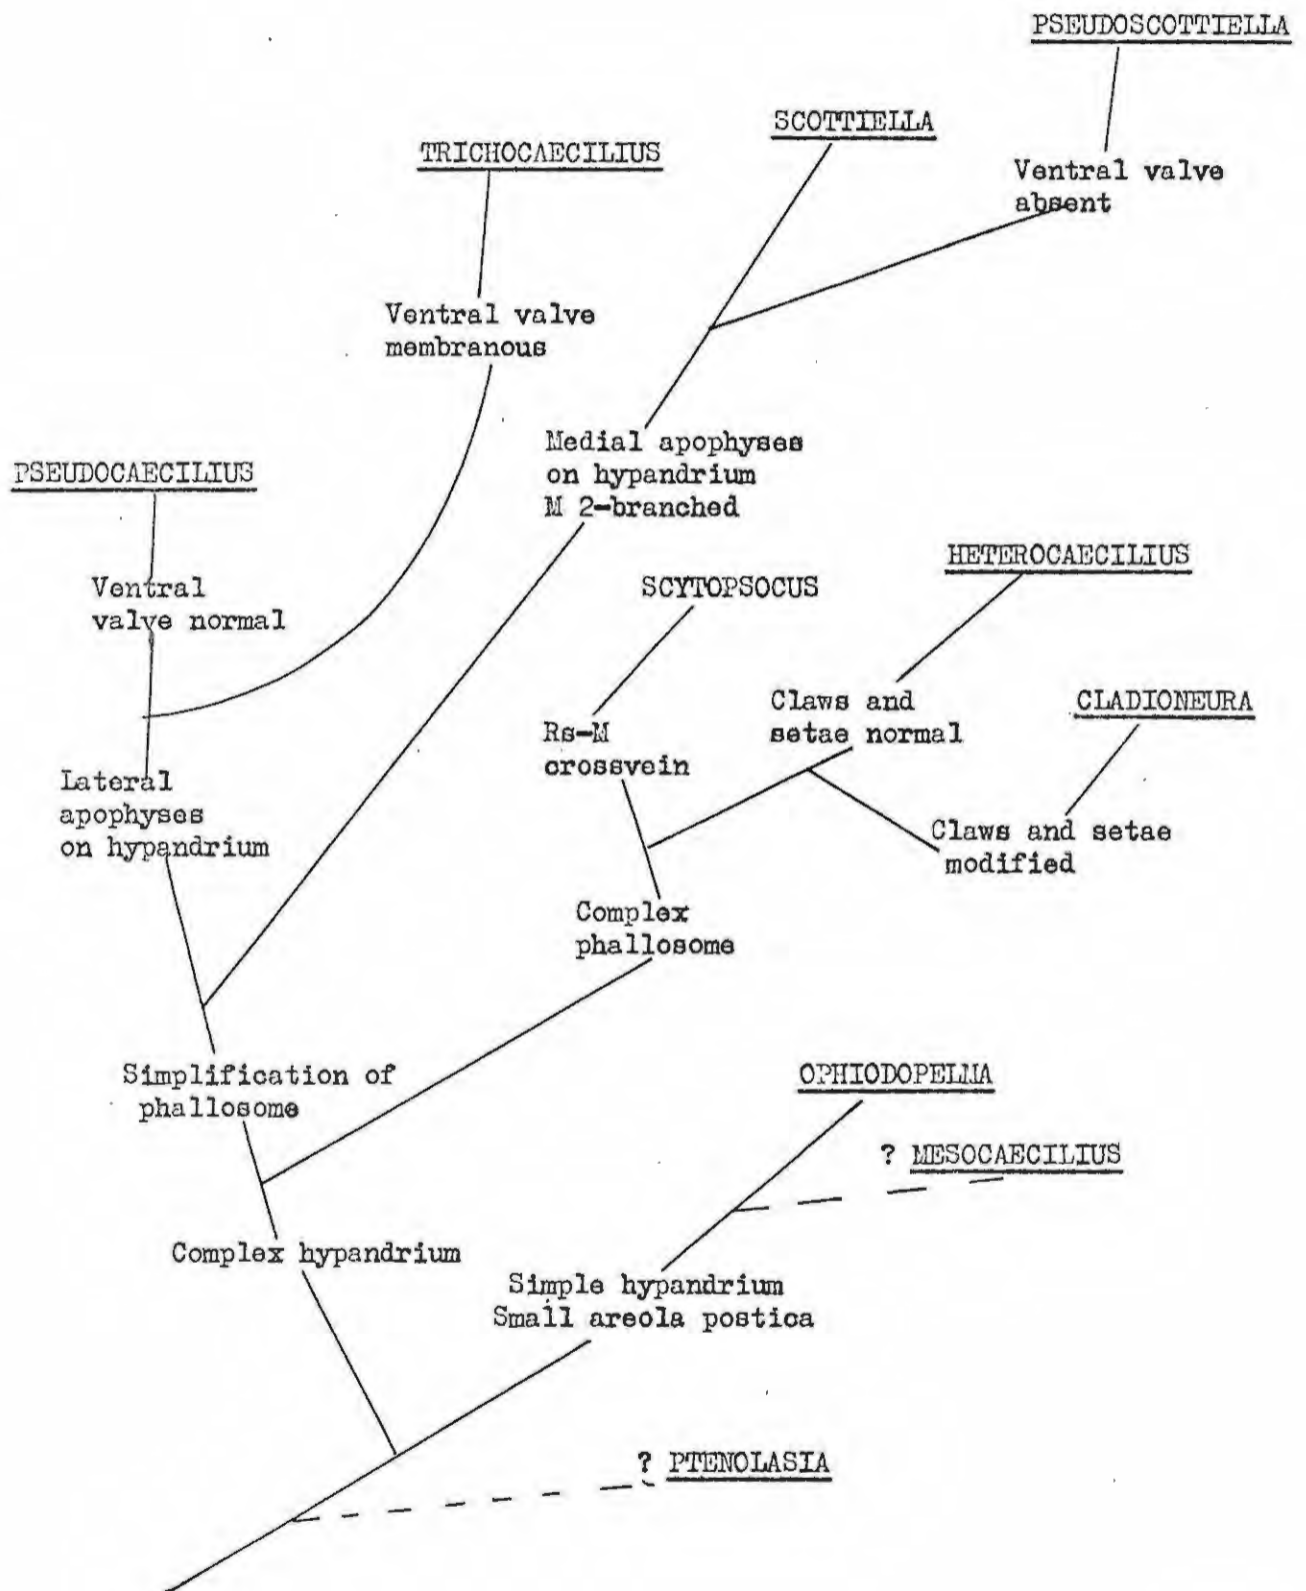 PSEUDOSCOTTIELLA
SCOTTIELLA
TRICHOCAECILIUS
Ventral valve
absent
Ventral valve
membranous
Medial apophyses
on hypandrium
M 2-branched
PSEUDOCAECILIUS
Ventral
valve normal
HETEROCAECILIUS
SCYTOPSOCUS
Claws and
setae normal
CLADIONEURA
Rs-M
crossvein
Lateral
apophyses
on hypandrium
Claws and setae
modified
Complex
phallosome
Simplification of
phallosome
OPHIODOPELMA
? MESOCAECILIUS
Complex hypandrium
Simple hypandrium
Small areola postica
? PTENOLASIA